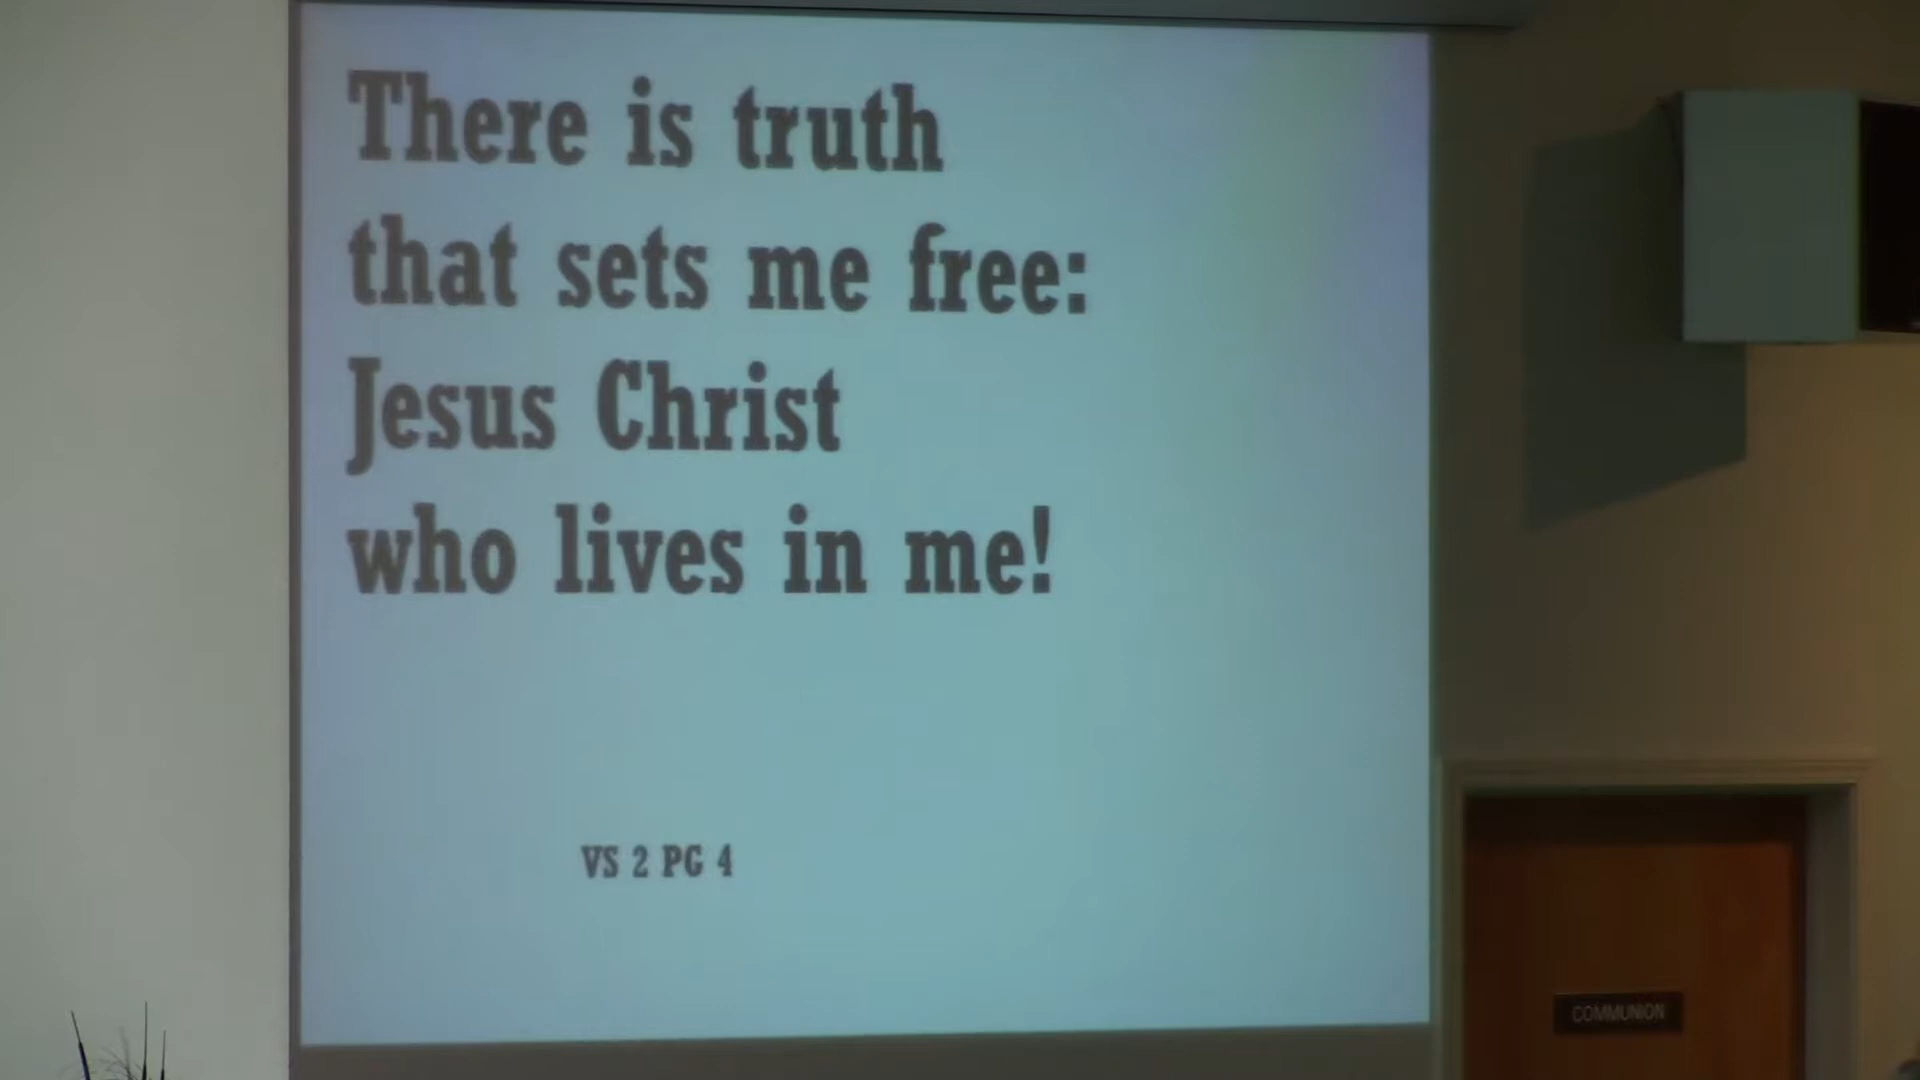 There is truth
that sets me free:
Jesus Christ
who lives in me!
VS 2 PG 4
COMMUNION